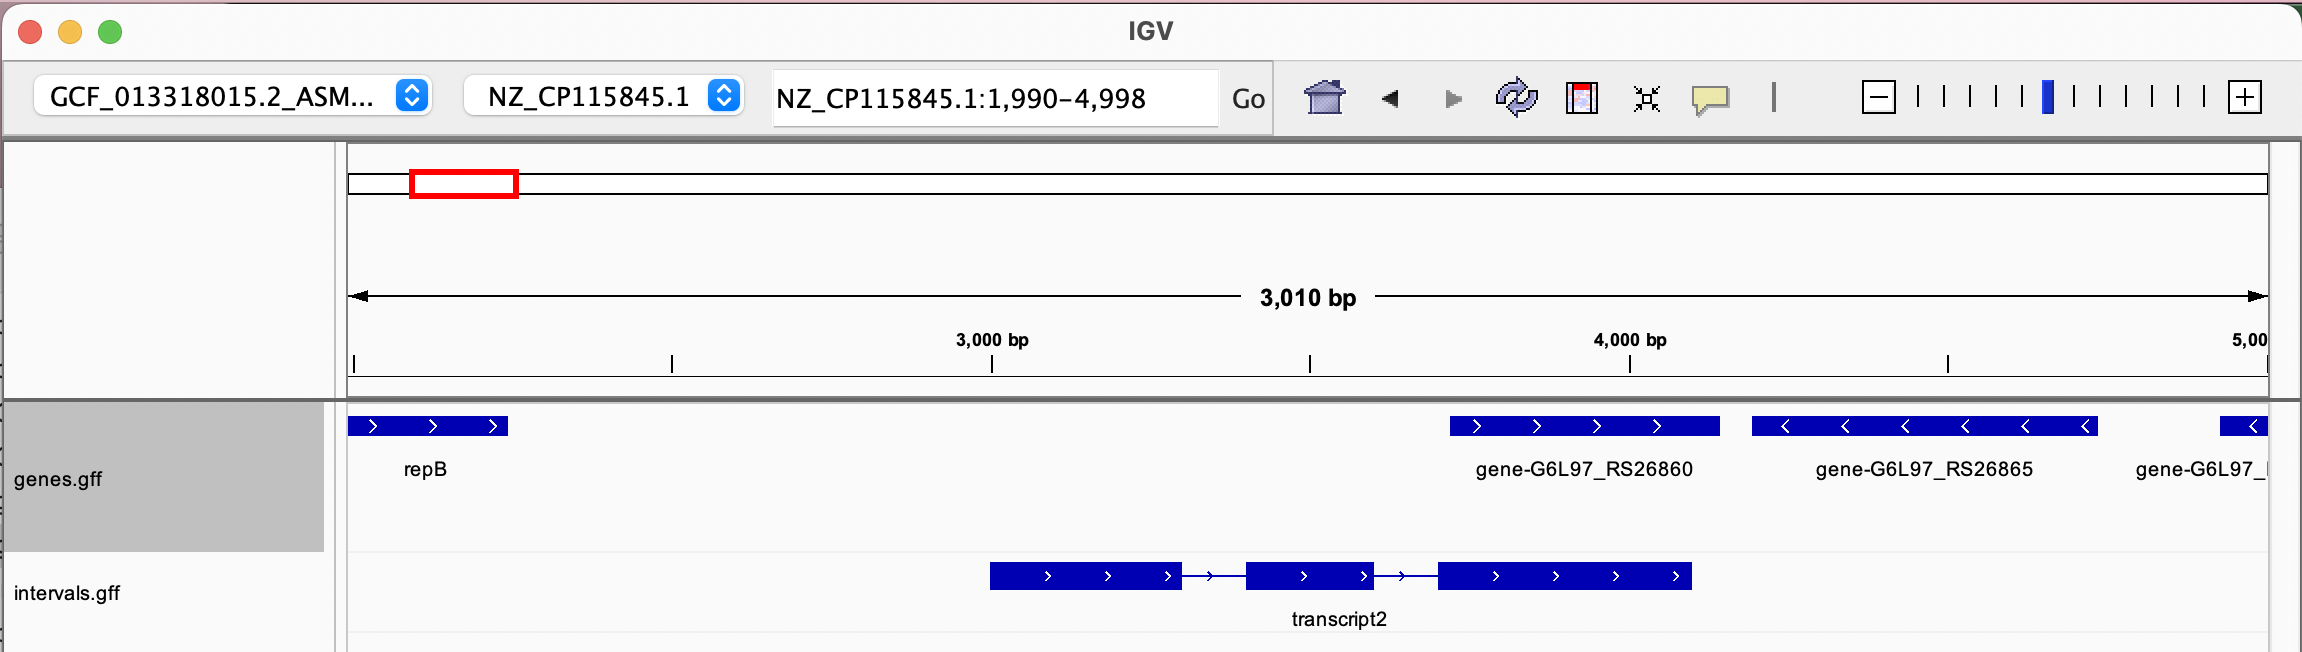 IGV
GCF_013318015.2_ASM... NZ_CP115845.1 NZ_CP115845.1:1,990-4,998 Go
3,010 bp
3,000 bp 4,000 bp 5,00
genes.gff repB gene-G6L97_RS26860 gene-G6L97_RS26865 gene-G6L97_
intervals.gff
transcript2